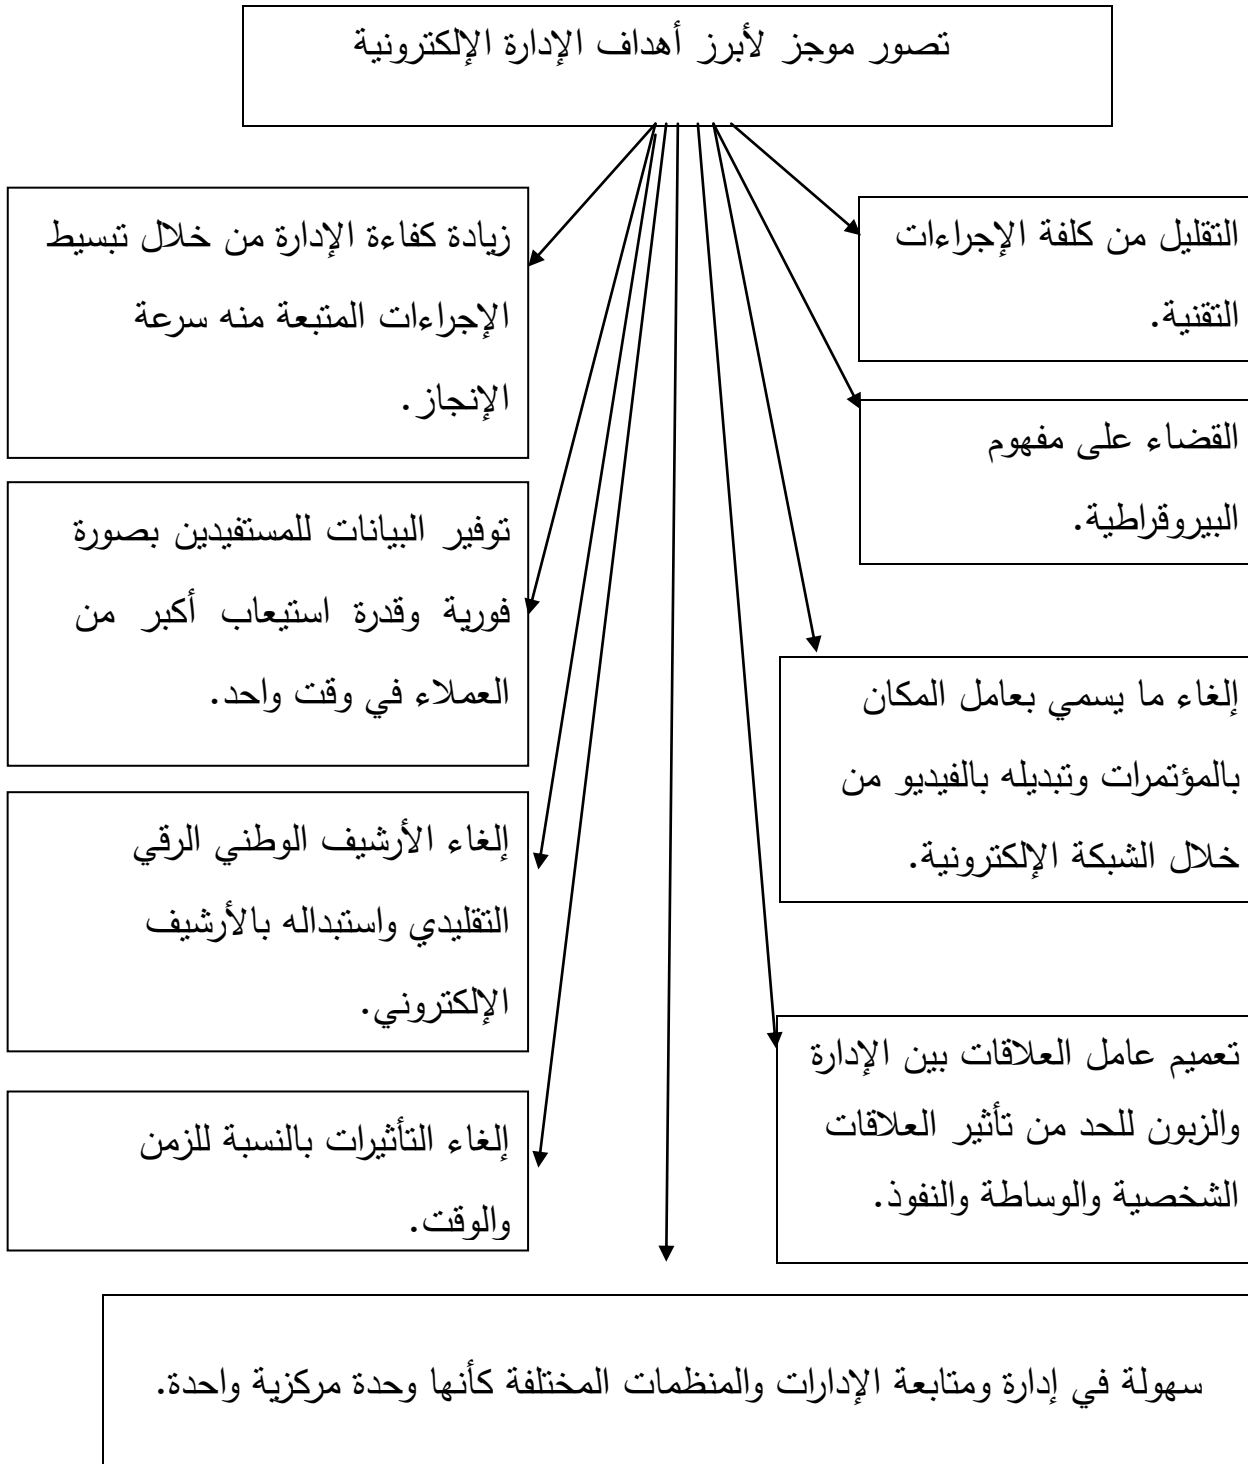 تصور موجز لأبرز أهداف الإدارة الإلكترونية
التقليل من كلفة الإجراءات
التقنية.
القضاء على مفهوم
البيروقراطية.
إلغاء ما يسمي بعامل المكان
بالمؤتمرات وتبديله بالفيديو من
خلال الشبكة الإلكترونية.
تعميم عامل العلاقات بين الإدارة
والزبون للحد من تأثير العلاقات
الشخصية والوساطة والنفوذ.
زيادة كفاءة الإدارة من خلال تبسيط
الإجراءات المتبعة منه سرعة
الإنجاز.
توفير البيانات للمستفيدين بصورة
فورية وقدرة استيعاب أكبر من
العملاء في وقت واحد.
إلغاء الأرشيف الوطني الرقي
التقليدي واستبداله بالأرشيف
الإلكتروني.
إلغاء التأثيرات بالنسبة للزمن
والوقت.
سهولة في إدارة ومتابعة الإدارات والمنظمات المختلفة كأنها وحدة مركزية واحدة.